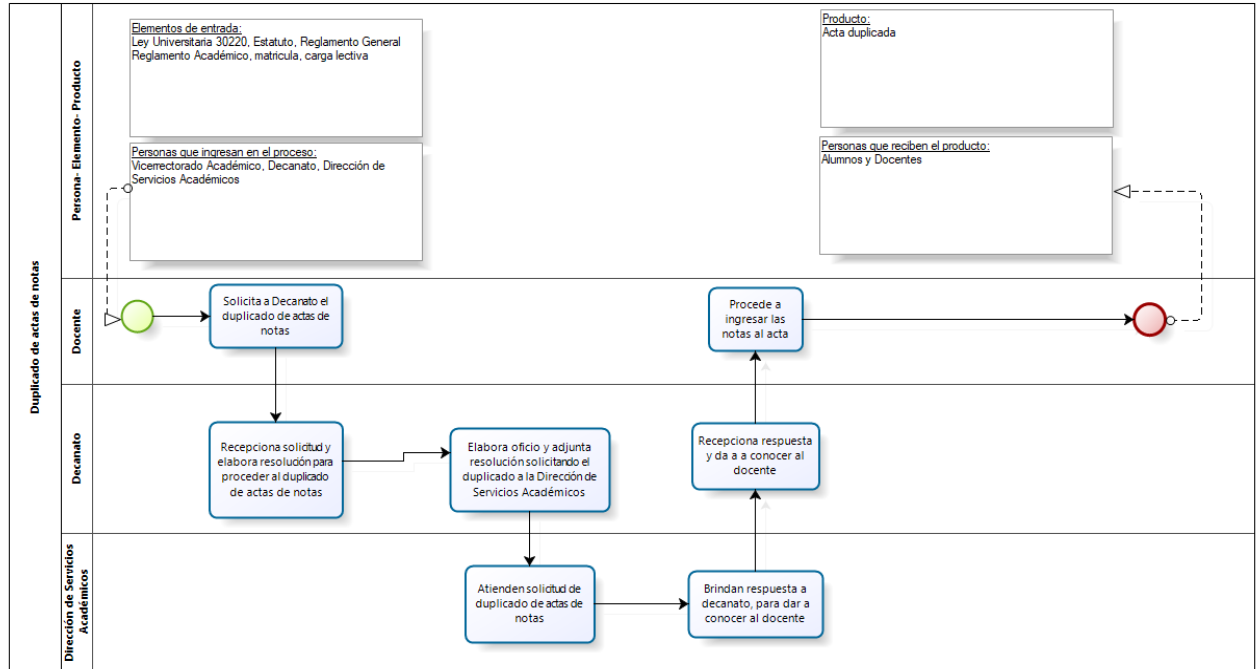 Duplicado de actas de notas
Persona- Elemento- Producto
Elementos de entrada:
Ley Universitaria 30220, Estatuto, Reglamento General
Reglamento Académico, matricula, carga lectiva
Personas que ingresan en el proceso:
Vicerrectorado Académico, Decanato, Dirección de
Servicios Académicos
Producto:
Acta duplicada
Personas que reciben el producto:
Alumnos y Docentes
Docente
Solicita a Decanato el
duplicado de actas de
notas
Procede a
ingresar las
notas al acta
Decanato
Recepciona solicitud y
elabora resolución para
proceder al duplicado
de actas de notas
Elabora oficio y adjunta
resolución solicitando el
duplicado a la Dirección de
Servicios Académicos
Recepciona respuesta
y da a a conocer al
docente
Dirección de Servicios
Académicos
Atienden solicitud de
duplicado de actas de
notas
Brindan respuesta a
decanato, para dar a
conocer al docente